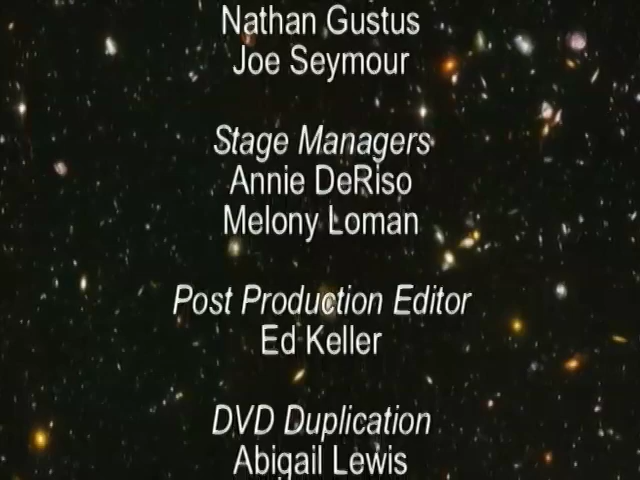 Nathan Gustus
Joe Seymour
Stage Managers
Annie DeRiso
Melony Loman
Post Production Editor
Ed Keller
DVD Duplication
Abigail Lewis